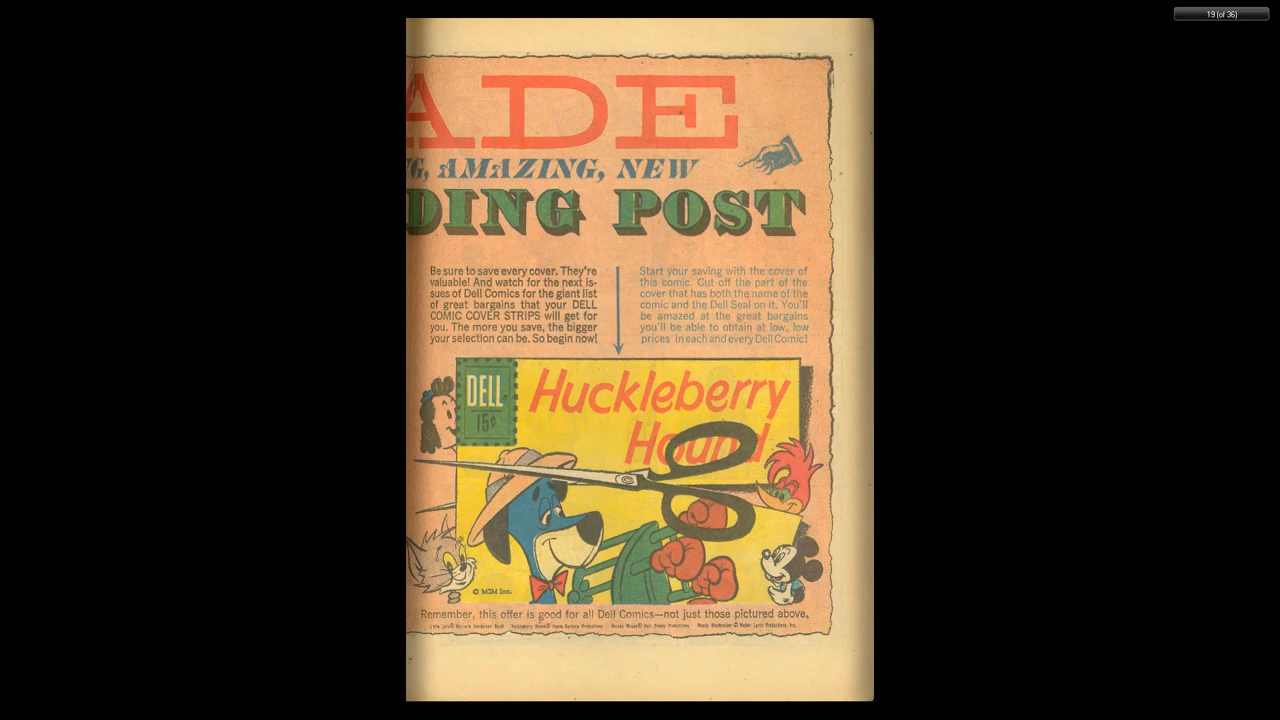 19 (of 36)
ADE
G, AMAZING, NEW
DING POST
Be sure to save every cover. They're
valuable! And watch for the next is-
sues of Dell Comics for the giant list
of great bargains that your DELL
COMIC COVER STRIPS will get for
you. The more you save, the bigger
your selection can be. So begin now!
Start your saving with the cover of
this comic. Cut off the part of the
cover that has both the name of the
comic and the Dell Seal on it. You'll
be amazed at the great bargains
you'll be able to obtain at low, low
prices in each and every Dell Comic!
DELL
15¢
Huckleberry
Hound
© MGM Inc.
Remember, this offer is good for all Dell Comics—not just those pictured above.